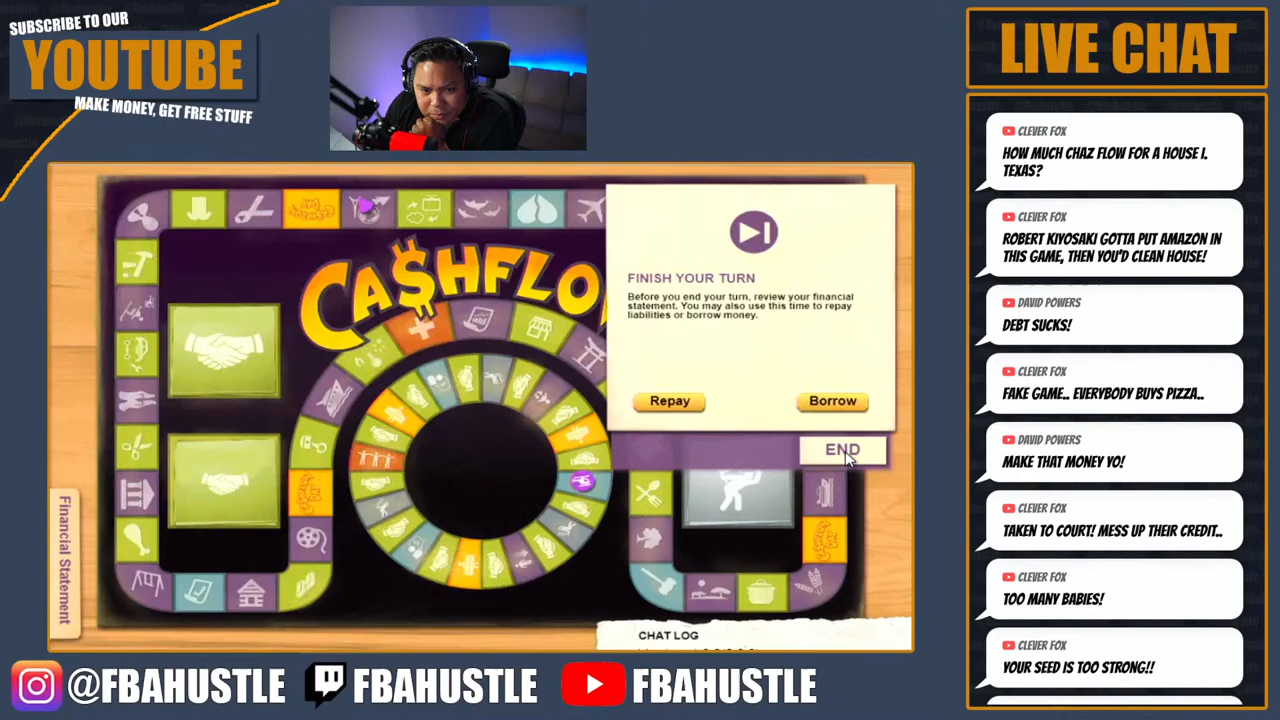 SUBSCRIBE TO OUR
YOUTUBE
MAKE MONEY, GET FREE STUFF
CA$HFLO
FINISH YOUR TURN
Before you end your turn, review your financial
statement. You may also use this time to repay
liabilities or borrow money.
Repay
Borrow
END
Financial Statement
CHAT LOG
LIVE CHAT
CLEVER FOX
HOW MUCH CHAZ FLOW FOR A HOUSE I.
TEXAS?
CLEVER FOX
ROBERT KIYOSAKI GOTTA PUT AMAZON IN
THIS GAME, THEN YOU'D CLEAN HOUSE!
DAVID POWERS
DEBT SUCKS!
CLEVER FOX
FAKE GAME.. EVERYBODY BUYS PIZZA..
DAVID POWERS
MAKE THAT MONEY YO!
CLEVER FOX
TAKEN TO COURT! MESS UP THEIR CREDIT..
CLEVER FOX
TOO MANY BABIES!
CLEVER FOX
YOUR SEED IS TOO STRONG!!
@FBAHUSTLE
FBAHUSTLE
FBAHUSTLE